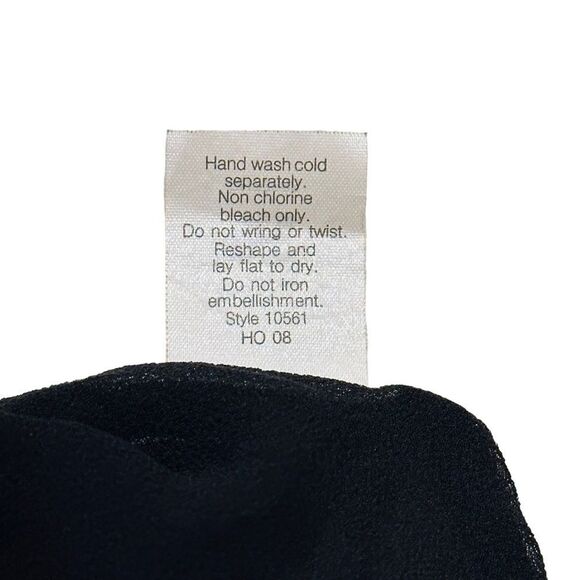 Hand wash cold
separately.
Non chlorine
bleach only.
Do not wring or twist.
Reshape and
lay flat to dry.
Do not iron
embellishment.
Style 10561
HO 08